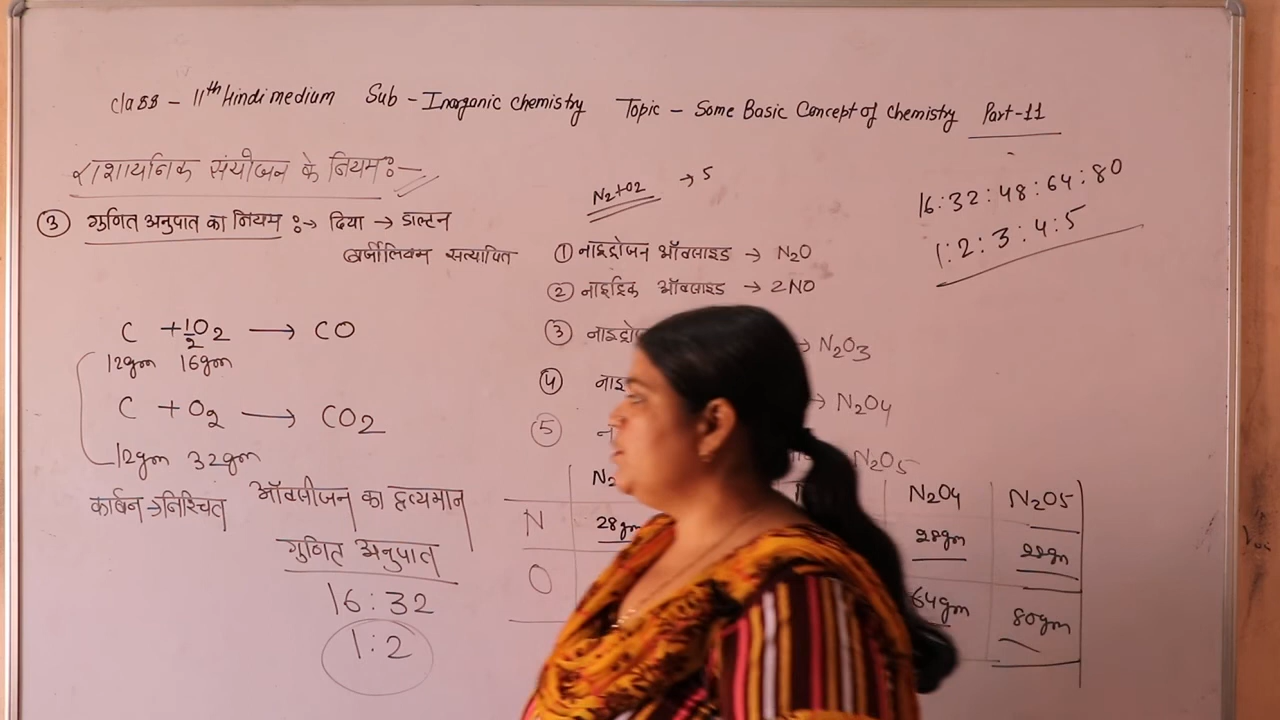 Class - 11th Hindi medium Sub - Inorganic Chemistry Topic - Some Basic Concept of Chemistry Part-11
राशायनिक संयोजन के नियम :-
③ गुणित अनुपात का नियम :→ दिया → डाल्टन
बर्जीलियम सत्यापित
C + 1/2 O2 → CO
12gm 16gm
C + O2 → CO2
12gm 32gm
कार्बन → निश्चित ऑक्सीजन का द्रव्यमान
गुणित अनुपात
16:32
1:2
N2+O2 → 5
① नाइट्रोजन ऑक्साइड → N2O
② नाइट्रिक ऑक्साइड → 2NO
③ → N2O3
④ → N2O4
⑤ N2O5
N2O4 N2O5
N 28gm 28gm 28gm
O 64gm 80gm
16:32:48:64:80
1:2:3:4:5